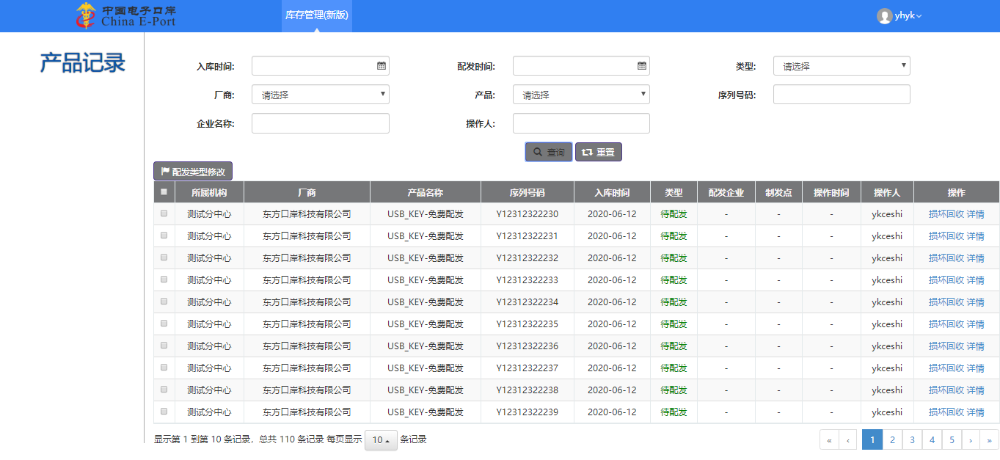 中国电子口岸
China E-Port
库存管理(新版)
yhyk
产品记录
入库时间: 配发时间: 类型: 请选择
厂商: 请选择 产品: 请选择 序列号码:
企业名称: 操作人:
查询 重置
配发类型修改
所属机构 厂商 产品名称 序列号码 入库时间 类型 配发企业 制发点 操作时间 操作人 操作
测试分中心 东方口岸科技有限公司 USB_KEY-免费配发 Y12312322230 2020-06-12 待配发 - - - ykceshi 损坏回收 详情
测试分中心 东方口岸科技有限公司 USB_KEY-免费配发 Y12312322231 2020-06-12 待配发 - - - ykceshi 损坏回收 详情
测试分中心 东方口岸科技有限公司 USB_KEY-免费配发 Y12312322232 2020-06-12 待配发 - - - ykceshi 损坏回收 详情
测试分中心 东方口岸科技有限公司 USB_KEY-免费配发 Y12312322233 2020-06-12 待配发 - - - ykceshi 损坏回收 详情
测试分中心 东方口岸科技有限公司 USB_KEY-免费配发 Y12312322234 2020-06-12 待配发 - - - ykceshi 损坏回收 详情
测试分中心 东方口岸科技有限公司 USB_KEY-免费配发 Y12312322235 2020-06-12 待配发 - - - ykceshi 损坏回收 详情
测试分中心 东方口岸科技有限公司 USB_KEY-免费配发 Y12312322236 2020-06-12 待配发 - - - ykceshi 损坏回收 详情
测试分中心 东方口岸科技有限公司 USB_KEY-免费配发 Y12312322237 2020-06-12 待配发 - - - ykceshi 损坏回收 详情
测试分中心 东方口岸科技有限公司 USB_KEY-免费配发 Y12312322238 2020-06-12 待配发 - - - ykceshi 损坏回收 详情
测试分中心 东方口岸科技有限公司 USB_KEY-免费配发 Y12312322239 2020-06-12 待配发 - - - ykceshi 损坏回收 详情
显示第 1 到第 10 条记录，总共 110 条记录 每页显示 10 条记录 « ‹ 1 2 3 4 5 › »